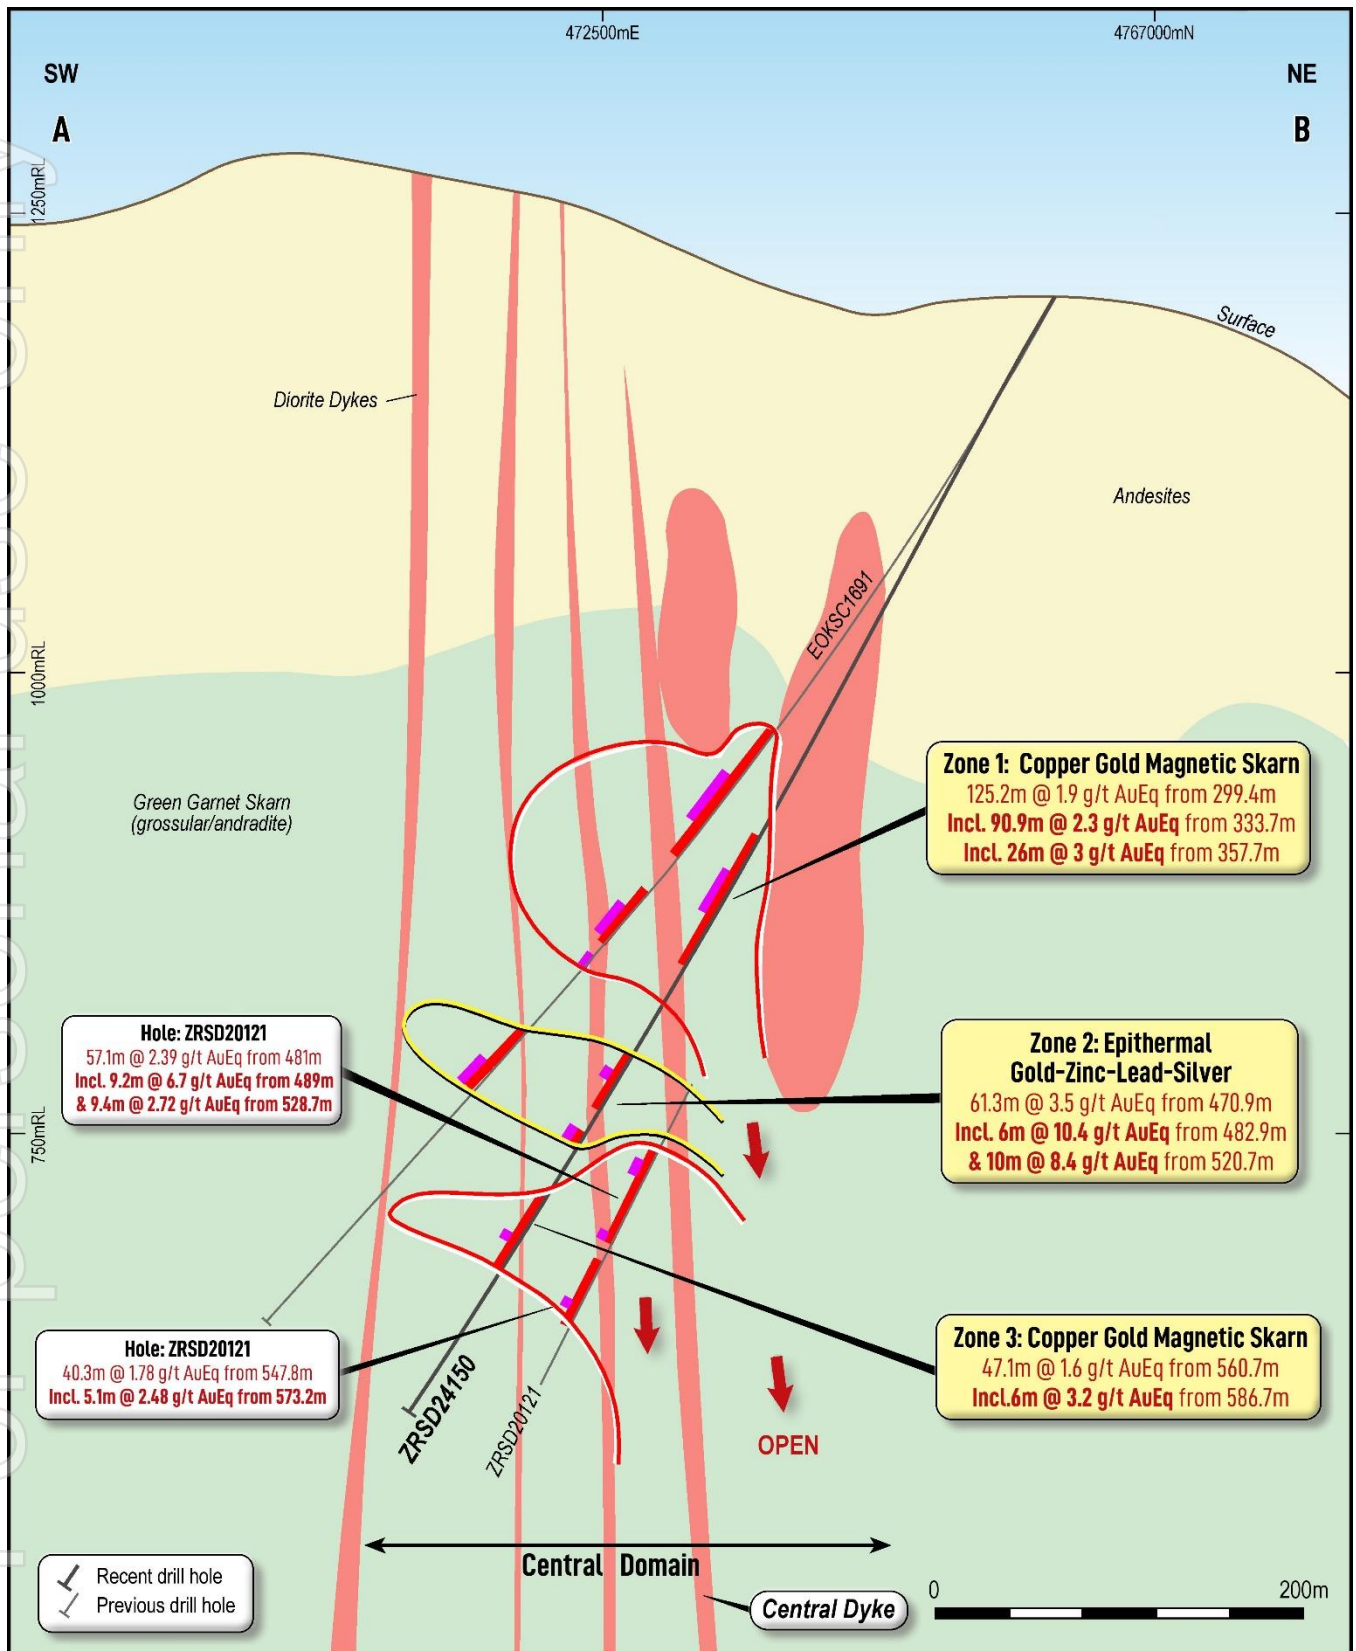 472500mE
4767000mN
SW
NE
A
B
1250mRL
Surface
Diorite Dykes
Andesites
EOKSC1691
1000mRL
Zone 1: Copper Gold Magnetic Skarn
125.2m @ 1.9 g/t AuEq from 299.4m
Incl. 90.9m @ 2.3 g/t AuEq from 333.7m
Incl. 26m @ 3 g/t AuEq from 357.7m
Green Garnet Skarn
(grossular/andradite)
Hole: ZRSD20121
57.1m @ 2.39 g/t AuEq from 481m
Incl. 9.2m @ 6.7 g/t AuEq from 489m
& 9.4m @ 2.72 g/t AuEq from 528.7m
Zone 2: Epithermal
Gold-Zinc-Lead-Silver
61.3m @ 3.5 g/t AuEq from 470.9m
Incl. 6m @ 10.4 g/t AuEq from 482.9m
& 10m @ 8.4 g/t AuEq from 520.7m
750mRL
Hole: ZRSD20121
40.3m @ 1.78 g/t AuEq from 547.8m
Incl. 5.1m @ 2.48 g/t AuEq from 573.2m
Zone 3: Copper Gold Magnetic Skarn
47.1m @ 1.6 g/t AuEq from 560.7m
Incl.6m @ 3.2 g/t AuEq from 586.7m
ZRSD24150
ZRSD20121
OPEN
Central Domain
Recent drill hole
Previous drill hole
Central Dyke
0
200m